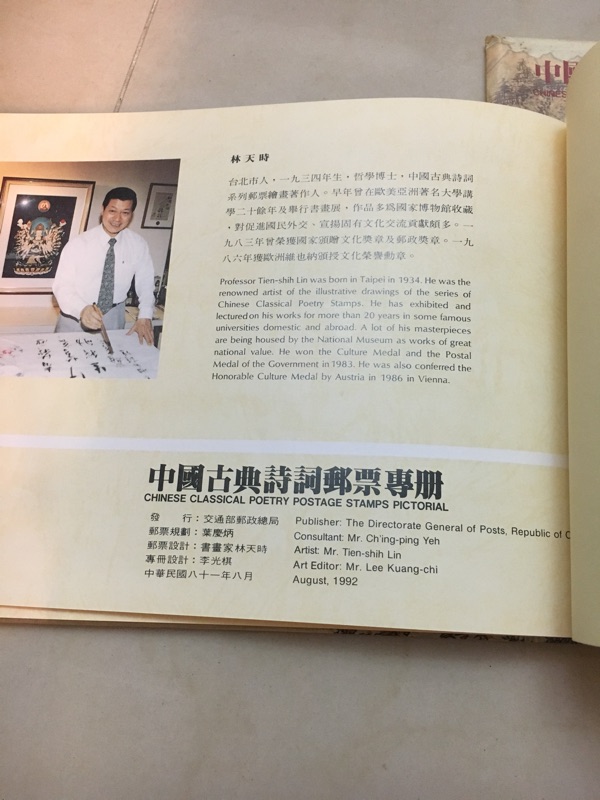 中國
CHINESE CLASSICAL
林天時
台北市人，一九三四年生，哲學博士，中國古典詩詞
系列郵票繪畫著作人。早年曾在歐美亞洲著名大學講
學二十餘年及舉行書畫展，作品多爲國家博物館收藏
，對促進國民外交，宣揚固有文化交流貢獻頗多。一
九八三年曾榮獲國家頒贈文化獎章及郵政獎章。一九
八六年獲歐洲維也納頒授文化榮譽勳章。
Professor Tien-shih Lin was born in Taipei in 1934. He was the
renowned artist of the illustrative drawings of the series of
Chinese Classical Poetry Stamps. He has exhibited and
lectured on his works for more than 20 years in some famous
universities domestic and abroad. A lot of his masterpieces
are being housed by the National Museum as works of great
national value. He won the Culture Medal and the Postal
Medal of the Government in 1983. He was also conferred the
Honorable Culture Medal by Austria in 1986 in Vienna.
中國古典詩詞郵票專册
CHINESE CLASSICAL POETRY POSTAGE STAMPS PICTORIAL
發　　行：交通部郵政總局
郵票規劃：葉慶炳
郵票設計：書畫家林天時
專冊設計：李光棋
中華民國八十一年八月
Publisher: The Directorate General of Posts, Republic of C
Consultant: Mr. Ch'ing-ping Yeh
Artist: Mr. Tien-shih Lin
Art Editor: Mr. Lee Kuang-chi
August, 1992